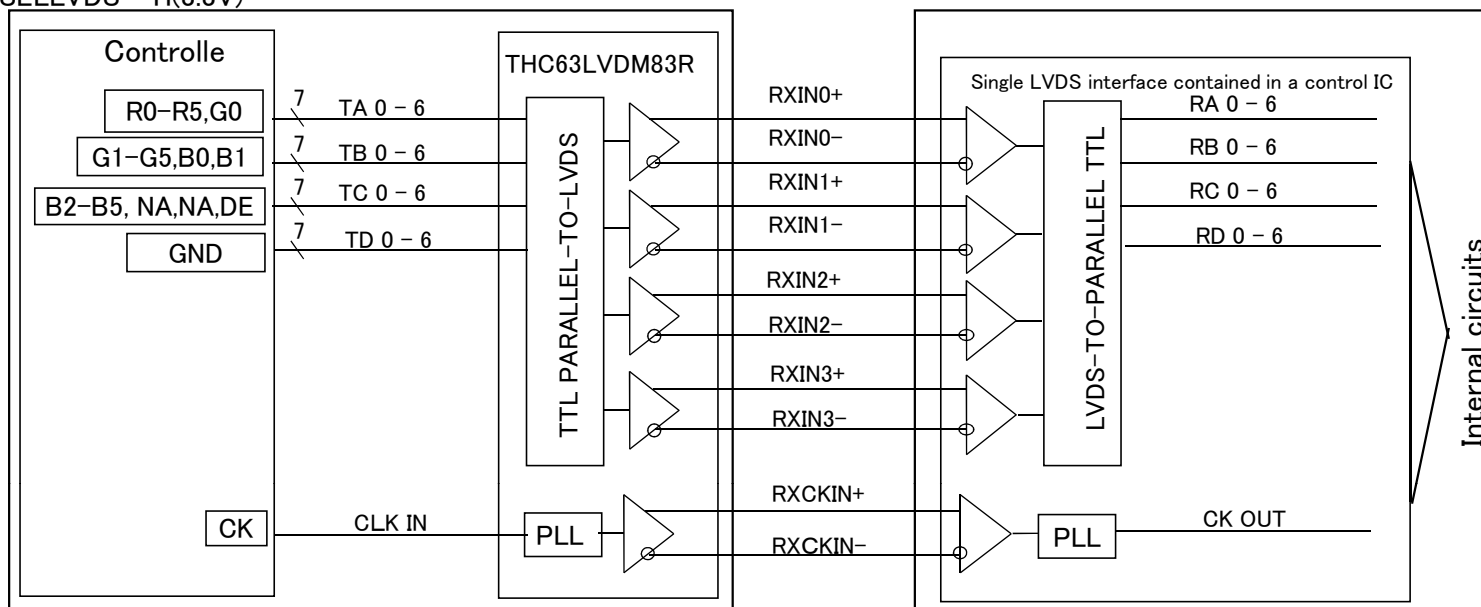 Controlle
THC63LVDM83R
Single LVDS interface contained in a control IC
R0-R5,G0
7
TA 0 - 6
RXIN0+
RA 0 - 6
RXIN0-
G1-G5,B0,B1
7
TB 0 - 6
RB 0 - 6
RXIN1+
B2-B5, NA,NA,DE
7
TC 0 - 6
RC 0 - 6
RXIN1-
GND
7
TD 0 - 6
RD 0 - 6
RXIN2+
RXIN2-
RXIN3+
RXIN3-
TTL PARALLEL-TO-LVDS
LVDS-TO-PARALLEL TTL
Internal circuits
RXCKIN+
CK
CLK IN
PLL
RXCKIN-
PLL
CK OUT